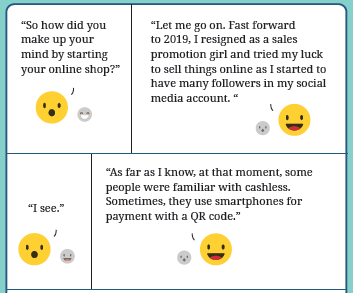 “So how did you
make up your
mind by starting
your online shop?”
“Let me go on. Fast forward
to 2019, I resigned as a sales
promotion girl and tried my luck
to sell things online as I started to
have many followers in my social
media account. “
“I see.”
“As far as I know, at that moment, some
people were familiar with cashless.
Sometimes, they use smartphones for
payment with a QR code.”